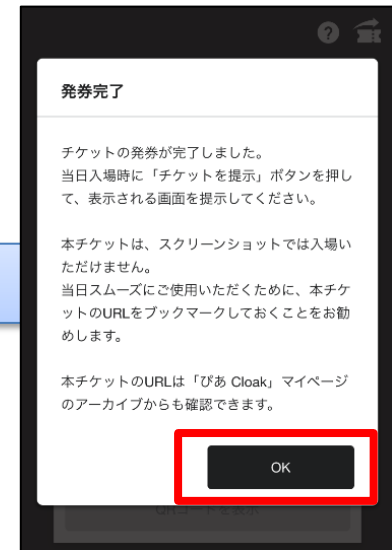 発券完了
チケットの発券が完了しました。
当日入場時に「チケットを提示」ボタンを押し
て、表示される画面を提示してください。
本チケットは、スクリーンショットでは入場い
ただけません。
当日スムーズにご使用いただくために、本チケ
ットのURLをブックマークしておくことをお勧
めします。
本チケットのURLは「ぴあ Cloak」マイページ
のアーカイブからも確認できます。
OK
QRコードを表示